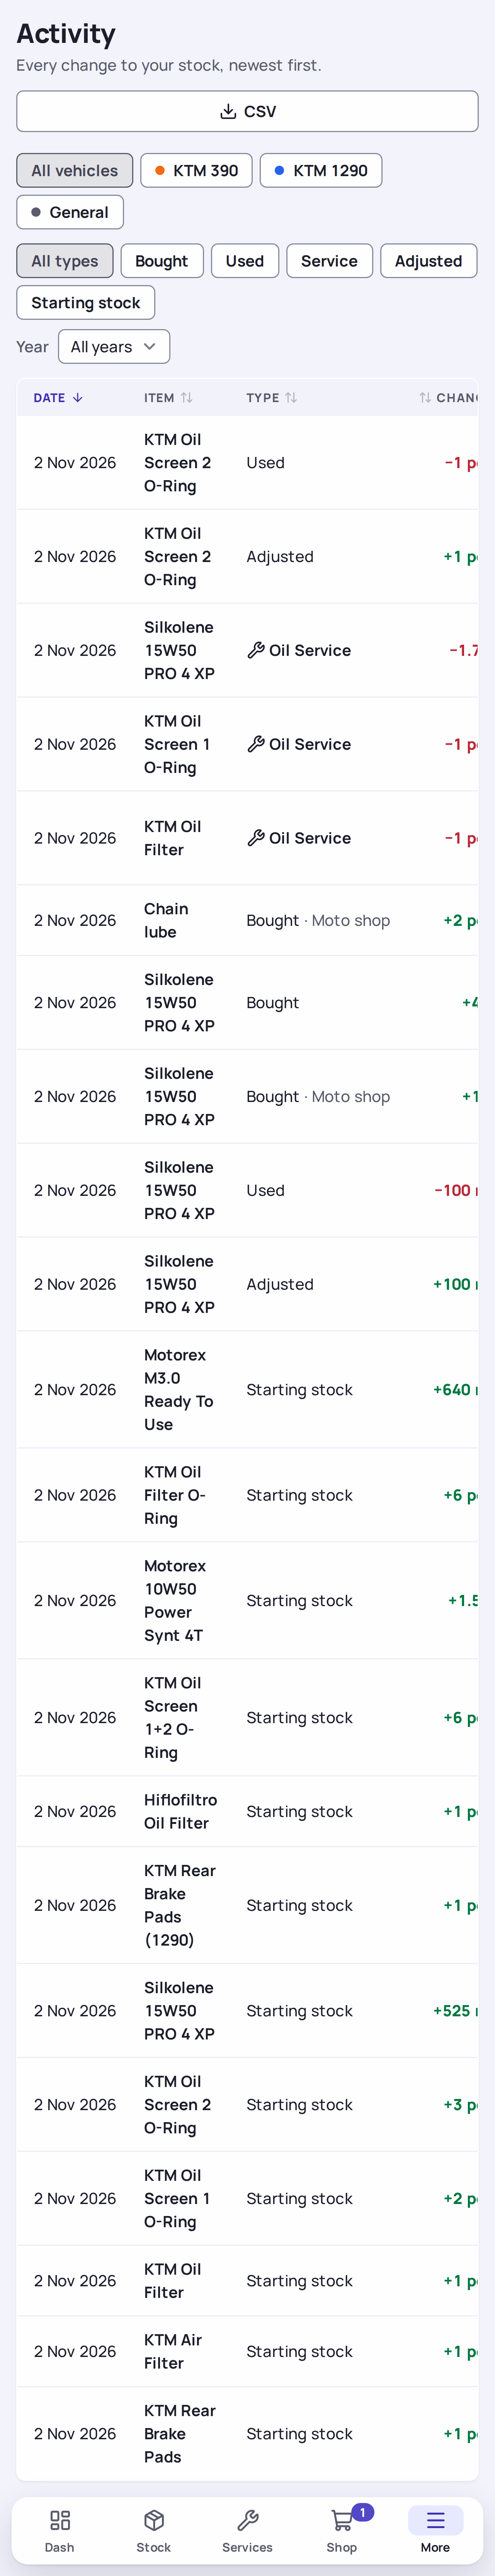 Activity
Every change to your stock, newest first.
CSV
All vehicles KTM 390 KTM 1290
General
All types Bought Used Service Adjusted
Starting stock
Year All years
DATE ITEM TYPE
2 Nov 2026 KTM Oil Screen 2 O-Ring Used −1
2 Nov 2026 KTM Oil Screen 2 O-Ring Adjusted +1
2 Nov 2026 Silkolene 15W50 PRO 4 XP Oil Service −1.7
2 Nov 2026 KTM Oil Screen 1 O-Ring Oil Service −1
2 Nov 2026 KTM Oil Filter Oil Service −1
2 Nov 2026 Chain lube Bought · Moto shop +2
2 Nov 2026 Silkolene 15W50 PRO 4 XP Bought +4
2 Nov 2026 Silkolene 15W50 PRO 4 XP Bought · Moto shop +1
2 Nov 2026 Silkolene 15W50 PRO 4 XP Used −100
2 Nov 2026 Silkolene 15W50 PRO 4 XP Adjusted +100
2 Nov 2026 Motorex M3.0 Ready To Use Starting stock +640
2 Nov 2026 KTM Oil Filter O-Ring Starting stock +6
2 Nov 2026 Motorex 10W50 Power Synt 4T Starting stock +1.5
2 Nov 2026 KTM Oil Screen 1+2 O-Ring Starting stock +6
2 Nov 2026 Hiflofiltro Oil Filter Starting stock +1
2 Nov 2026 KTM Rear Brake Pads (1290) Starting stock +1
2 Nov 2026 Silkolene 15W50 PRO 4 XP Starting stock +525
2 Nov 2026 KTM Oil Screen 2 O-Ring Starting stock +3
2 Nov 2026 KTM Oil Screen 1 O-Ring Starting stock +2
2 Nov 2026 KTM Oil Filter Starting stock +1
2 Nov 2026 KTM Air Filter Starting stock +1
2 Nov 2026 KTM Rear Brake Pads Starting stock +1
1
Dash Stock Services Shop More